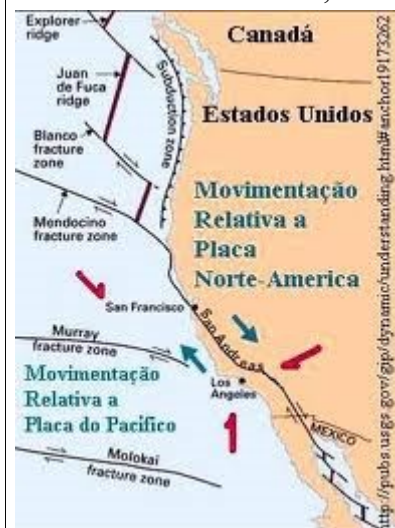 Explorer
ridge
Canadá
Juan
de Fuca
ridge
Subduction zone
Estados Unidos
Blanco
fracture
zone
Movimentação
Relativa a
Placa
Norte-America
Mendocino
fracture zone
San Francisco
San Andreas
Murray
fracture zone
Los
Angeles
Movimentação
Relativa a
Placa do Pacífico
MEXICO
Molokai
fracture zone
http://pubs.usgs.gov/gip/dynamic/understanding.html#anchor19173262